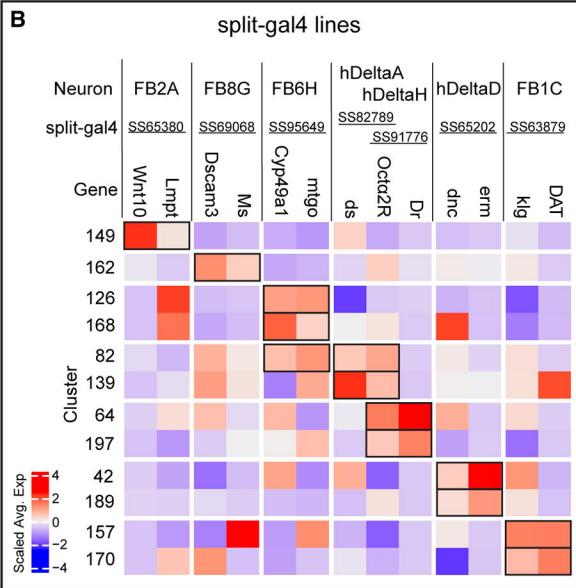 B
split-gal4 lines
Neuron FB2A FB8G FB6H hDeltaA hDeltaH hDeltaD FB1C
split-gal4 SS65380 SS69068 SS95649 SS82789 SS91776 SS65202 SS63879
Gene Wnt10 Lmpt Dscam3 Ms Cyp49a1 mtgo ds Octα2R Dr dnc erm klg DAT
149
162
126
168
82
139
64
197
42
189
157
170
Cluster
Scaled Avg. Exp
4
2
0
−2
−4